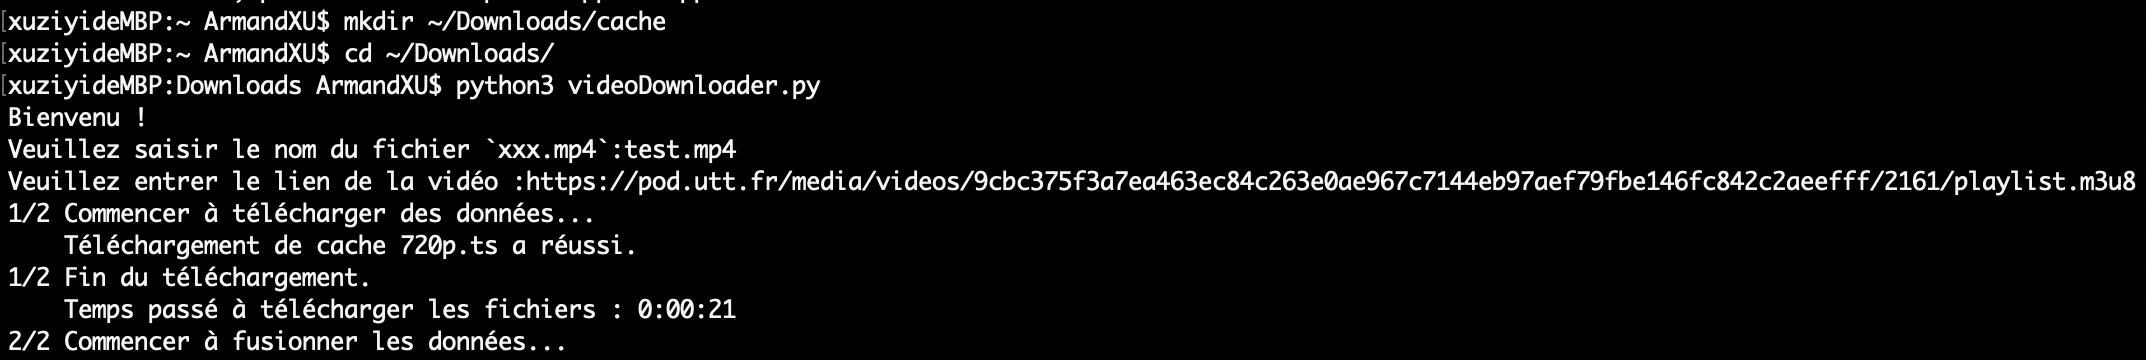 [xuziyideMBP:~ ArmandXU$ mkdir ~/Downloads/cache
[xuziyideMBP:~ ArmandXU$ cd ~/Downloads/
[xuziyideMBP:Downloads ArmandXU$ python3 videoDownloader.py
Bienvenu !
Veuillez saisir le nom du fichier `xxx.mp4`:test.mp4
Veuillez entrer le lien de la vidéo :https://pod.utt.fr/media/videos/9cbc375f3a7ea463ec84c263e0ae967c7144eb97aef79fbe146fc842c2aeefff/2161/playlist.m3u8
1/2 Commencer à télécharger des données...
    Téléchargement de cache 720p.ts a réussi.
1/2 Fin du téléchargement.
    Temps passé à télécharger les fichiers : 0:00:21
2/2 Commencer à fusionner les données...